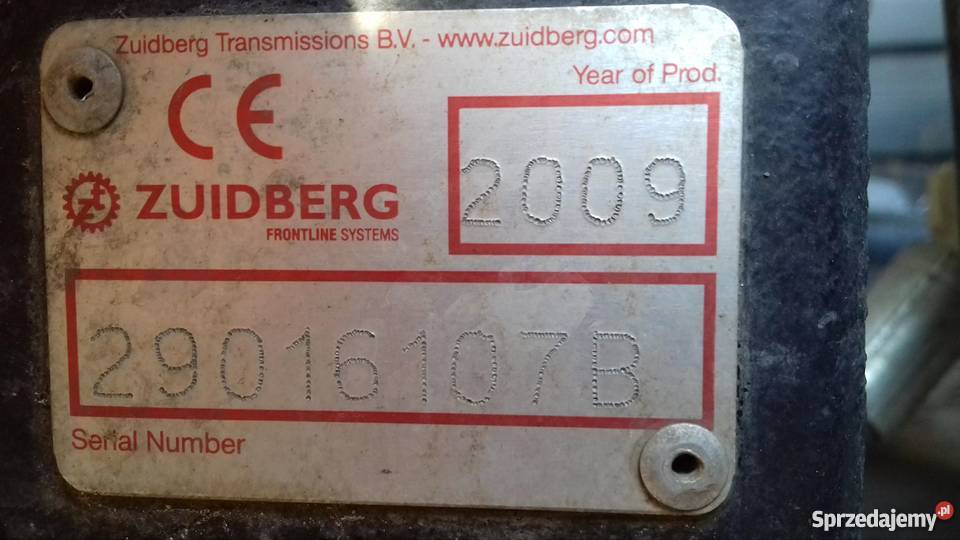 Zuidberg Transmissions B.V. - www.zuidberg.com
Year of Prod.
CE
2009
ZUIDBERG
FRONTLINE SYSTEMS
29016107B
Serial Number
Sprzedajemy.pl